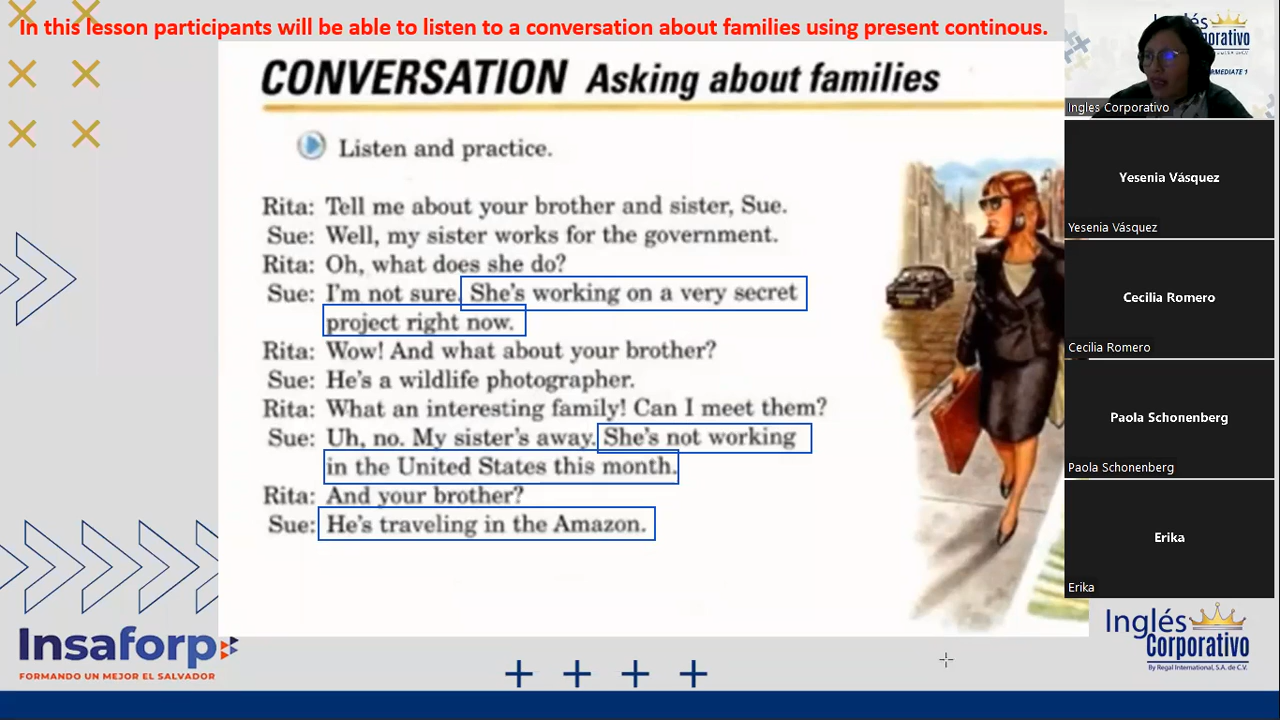 In this lesson participants will be able to listen to a conversation about families using present continous.
CONVERSATION Asking about families
Listen and practice.
Rita: Tell me about your brother and sister, Sue.
Sue: Well, my sister works for the government.
Rita: Oh, what does she do?
Sue: I'm not sure. She's working on a very secret
project right now.
Rita: Wow! And what about your brother?
Sue: He's a wildlife photographer.
Rita: What an interesting family! Can I meet them?
Sue: Uh, no. My sister's away. She's not working
in the United States this month.
Rita: And your brother?
Sue: He's traveling in the Amazon.
Insaforp
FORMANDO UN MEJOR EL SALVADOR
Ingles Corporativo
Yesenia Vásquez
Yesenia Vásquez
Cecilia Romero
Cecilia Romero
Paola Schonenberg
Paola Schonenberg
Erika
Erika
Inglés
Corporativo
By Regal International, S.A. de C.V.